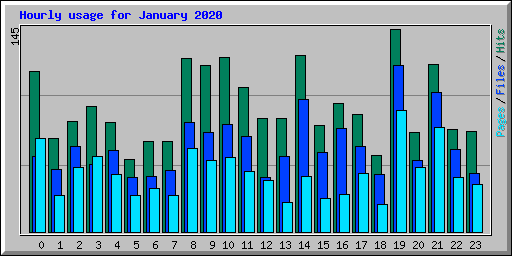 Hourly usage for January 2020
145
Pages/Files/Hits
0 1 2 3 4 5 6 7 8 9 10 11 12 13 14 15 16 17 18 19 20 21 22 23